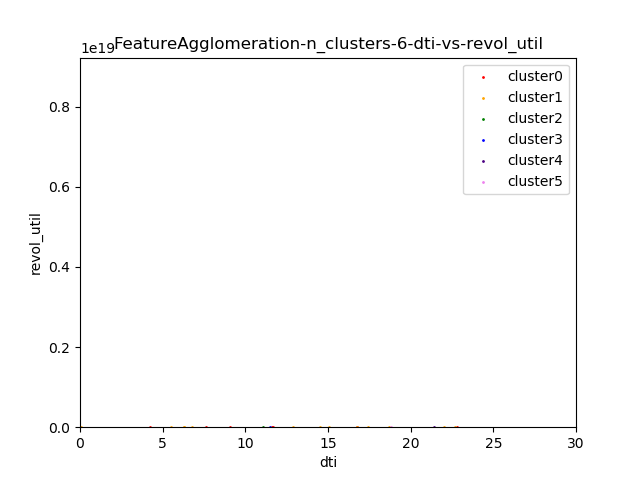 FeatureAgglomeration-n_clusters-6-dti-vs-revol_util
1e19
cluster0
cluster1
cluster2
cluster3
cluster4
cluster5
0.8
0.6
0.4
0.2
0.0
revol_util
0 5 10 15 20 25 30
dti